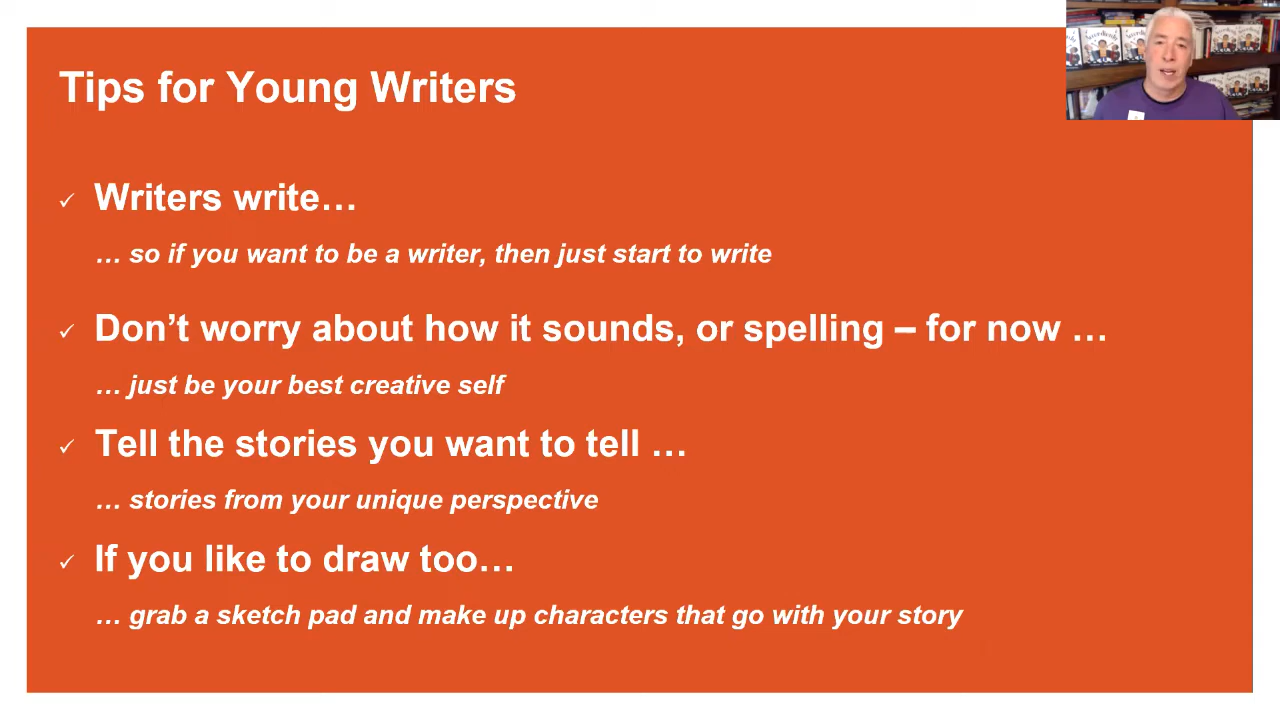 Tips for Young Writers
Writers write…
… so if you want to be a writer, then just start to write
Don’t worry about how it sounds, or spelling – for now …
… just be your best creative self
Tell the stories you want to tell …
… stories from your unique perspective
If you like to draw too…
… grab a sketch pad and make up characters that go with your story